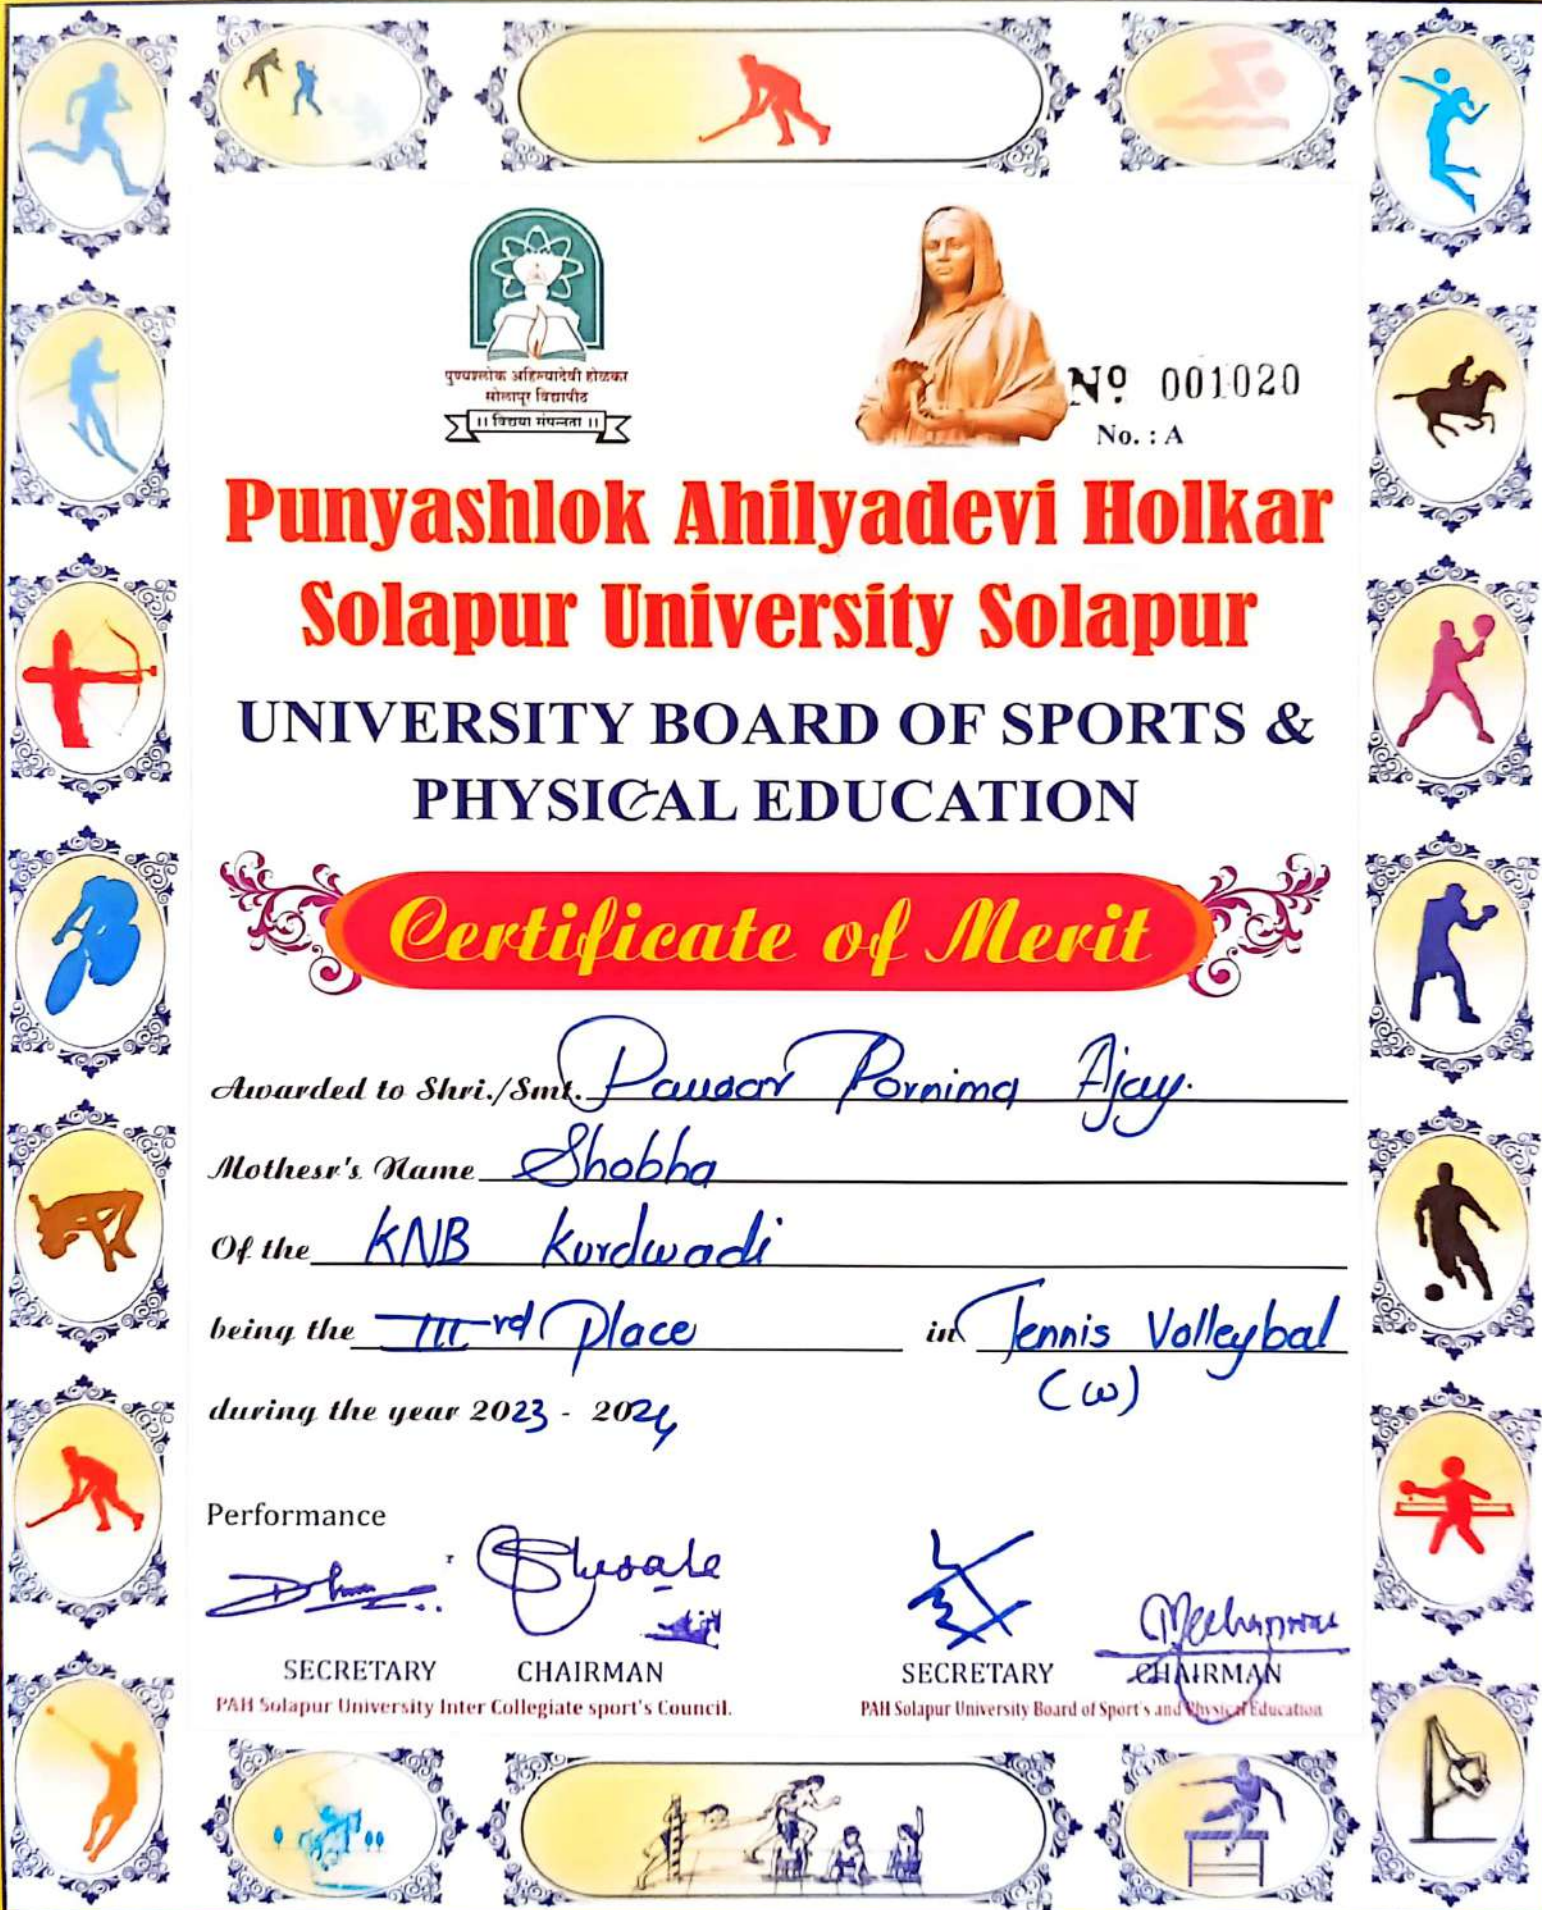 पुण्यश्लोक अहिल्यादेवी होळकर
सोलापूर विद्यापीठ
।। विद्यया संपन्नता ।।
Nº 001020
No. : A
Punyashlok Ahilyadevi Holkar
Solapur University Solapur
UNIVERSITY BOARD OF SPORTS &
PHYSICAL EDUCATION
Certificate of Merit
Awarded to Shri./Smt. Pawar Pornima Ajay.
Mothesr's Name Shobha
Of the KNB Kurdwadi
being the IIIrd Place in Tennis Volleybal
(W)
during the year 2023 - 2024
Performance
SECRETARY CHAIRMAN SECRETARY CHAIRMAN
PAH Solapur University Inter Collegiate sport's Council. PAH Solapur University Board of Sport's and Physical Education